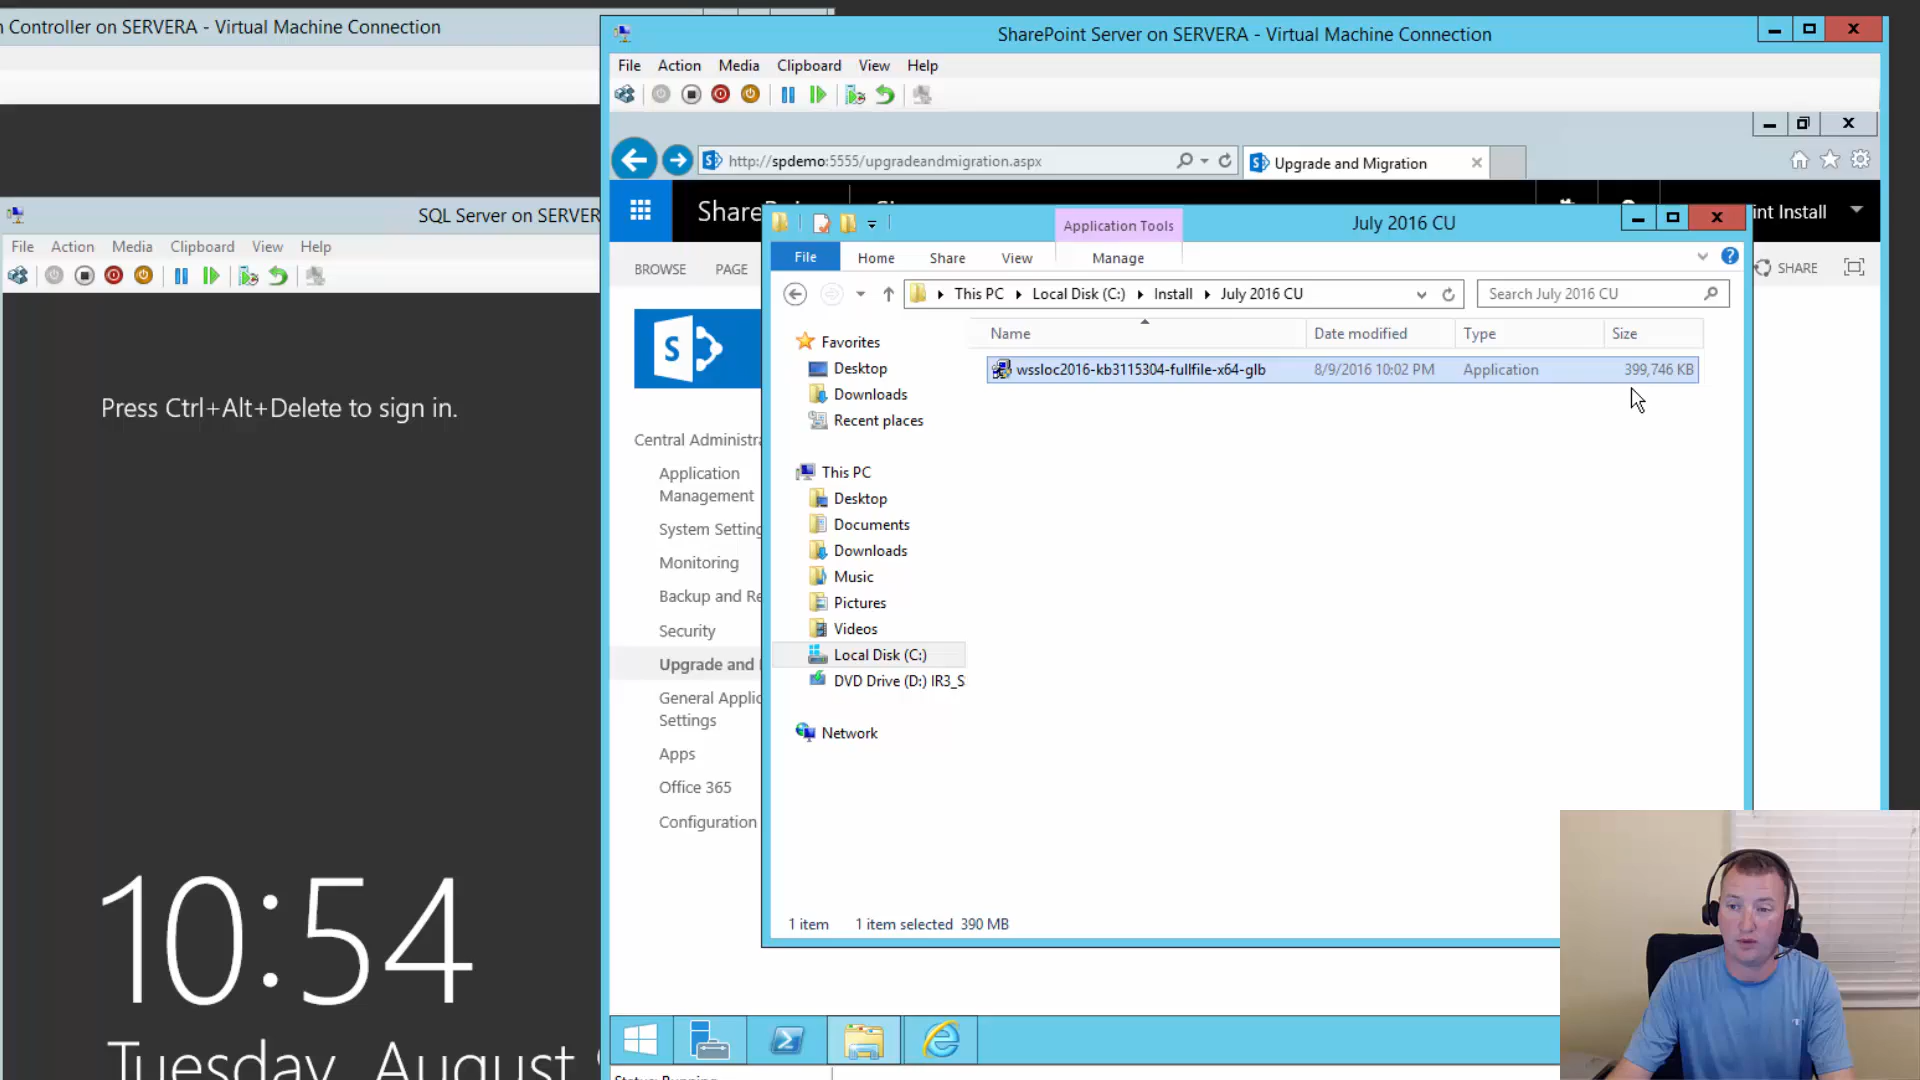 n Controller on SERVERA - Virtual Machine Connection
SharePoint Server on SERVERA - Virtual Machine Connection
File Action Media Clipboard View Help
http://spdemo:5555/upgradeandmigration.aspx
Upgrade and Migration
int Install
BROWSE PAGE
SHARE
Central Administra
Application
Management
System Setting
Monitoring
Backup and Re
Security
Upgrade and
General Applic
Settings
Apps
Office 365
Configuration
SQL Server on SERVER
File Action Media Clipboard View Help
Press Ctrl+Alt+Delete to sign in.
10:54
Tuesday, August
Application Tools
July 2016 CU
File Home Share View Manage
This PC Local Disk (C:) Install July 2016 CU
Search July 2016 CU
Name Date modified Type Size
wssloc2016-kb3115304-fullfile-x64-glb 8/9/2016 10:02 PM Application 399,746 KB
Favorites
Desktop
Downloads
Recent places
This PC
Desktop
Documents
Downloads
Music
Pictures
Videos
Local Disk (C:)
DVD Drive (D:) IR3_S
Network
1 item 1 item selected 390 MB